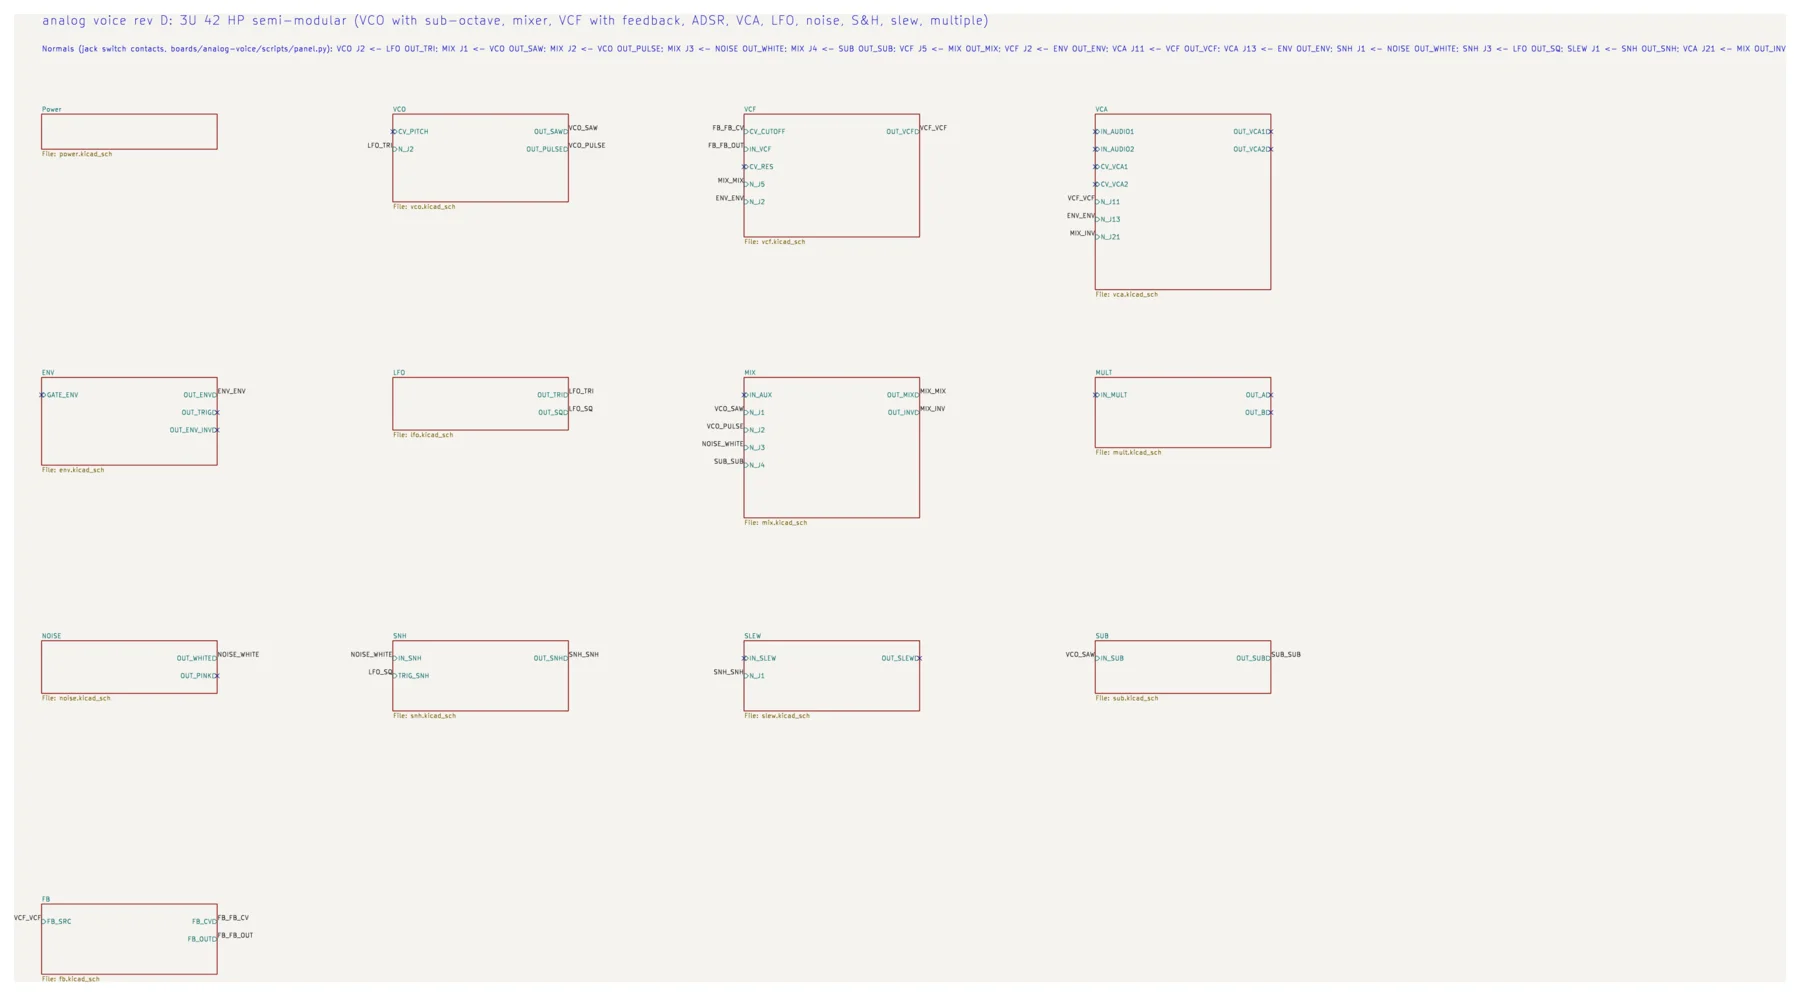 analog voice rev D: 3U 42 HP semi-modular (VCO with sub-octave, mixer, VCF with feedback, ADSR, VCA, LFO, noise, S&H, slew, multiple)
Normals (jack switch contacts, boards/analog-voice/scripts/panel.py): VCO J2 <- LFO OUT_TRI; MIX J1 <- VCO OUT_SAW; MIX J2 <- VCO OUT_PULSE; MIX J3 <- NOISE OUT_WHITE; MIX J4 <- SUB OUT_SUB; VCF J5 <- MIX OUT_MIX; VCF J2 <- ENV OUT_ENV; VCA J11 <- VCF OUT_VCF; VCA J13 <- ENV OUT_ENV; SNH J1 <- NOISE OUT_WHITE; SNH J3 <- LFO OUT_SQ; SLEW J1 <- SNH OUT_SNH; VCA J21 <- MIX OUT_INV
Power
File: power.kicad_sch
VCO
CV_PITCH OUT_SAW VCO_SAW
LFO_TRI N_J2 OUT_PULSE VCO_PULSE
File: vco.kicad_sch
VCF
FB_FB_CV CV_CUTOFF OUT_VCF VCF_VCF
FB_FB_OUT IN_VCF
CV_RES
MIX_MIX N_J5
ENV_ENV N_J2
File: vcf.kicad_sch
VCA
IN_AUDIO1 OUT_VCA1
IN_AUDIO2 OUT_VCA2
CV_VCA1
CV_VCA2
VCF_VCF N_J11
ENV_ENV N_J13
MIX_INV N_J21
File: vca.kicad_sch
ENV
GATE_ENV OUT_ENV ENV_ENV
OUT_TRIG
OUT_ENV_INV
File: env.kicad_sch
LFO
OUT_TRI LFO_TRI
OUT_SQ LFO_SQ
File: lfo.kicad_sch
MIX
IN_AUX OUT_MIX MIX_MIX
VCO_SAW N_J1 OUT_INV MIX_INV
VCO_PULSE N_J2
NOISE_WHITE N_J3
SUB_SUB N_J4
File: mix.kicad_sch
MULT
IN_MULT OUT_A
OUT_B
File: mult.kicad_sch
NOISE
OUT_WHITE NOISE_WHITE
OUT_PINK
File: noise.kicad_sch
SNH
NOISE_WHITE IN_SNH OUT_SNH SNH_SNH
LFO_SQ TRIG_SNH
File: snh.kicad_sch
SLEW
IN_SLEW OUT_SLEW
SNH_SNH N_J1
File: slew.kicad_sch
SUB
VCO_SAW IN_SUB OUT_SUB SUB_SUB
File: sub.kicad_sch
FB
VCF_VCF FB_SRC FB_CV FB_FB_CV
FB_OUT FB_FB_OUT
File: fb.kicad_sch